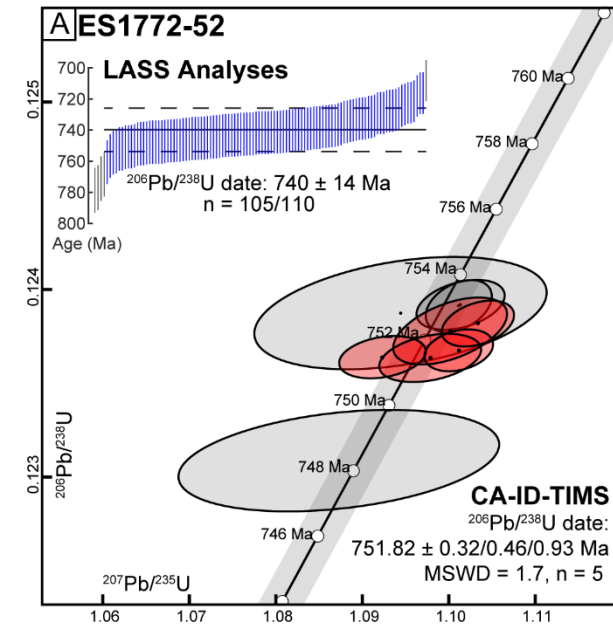 A ES1772-52
LASS Analyses
700
720
740
760
780
800
Age (Ma)
²⁰⁶Pb/²³⁸U date: 740 ± 14 Ma
n = 105/110
760 Ma
758 Ma
756 Ma
754 Ma
752 Ma
750 Ma
748 Ma
746 Ma
0.125
0.124
0.123
²⁰⁶Pb/²³⁸U
CA-ID-TIMS
²⁰⁶Pb/²³⁸U date:
751.82 ± 0.32/0.46/0.93 Ma
MSWD = 1.7, n = 5
²⁰⁷Pb/²³⁵U
1.06 1.07 1.08 1.09 1.10 1.11